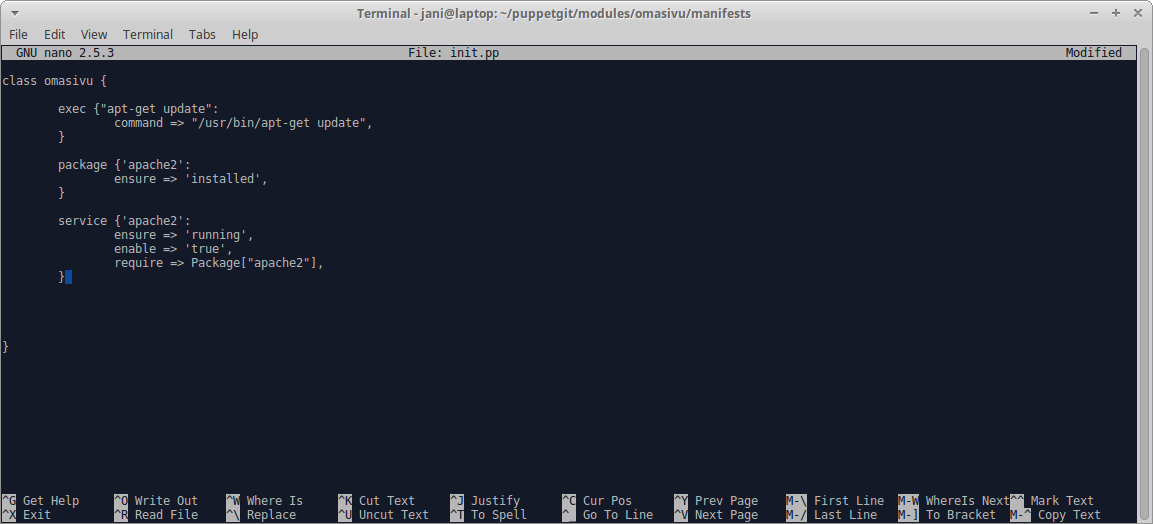 Terminal - jani@laptop: ~/puppetgit/modules/omasivu/manifests
File Edit View Terminal Tabs Help
GNU nano 2.5.3 File: init.pp Modified
class omasivu {
exec {"apt-get update":
command => "/usr/bin/apt-get update",
}
package {'apache2':
ensure => 'installed',
}
service {'apache2':
ensure => 'running',
enable => 'true',
require => Package["apache2"],
}
}
^G Get Help ^O Write Out ^W Where Is ^K Cut Text ^J Justify ^C Cur Pos ^Y Prev Page M-\ First Line M-W WhereIs Next ^^ Mark Text
^X Exit ^R Read File ^\ Replace ^U Uncut Text ^T To Spell ^_ Go To Line ^V Next Page M-/ Last Line M-] To Bracket M-^ Copy Text